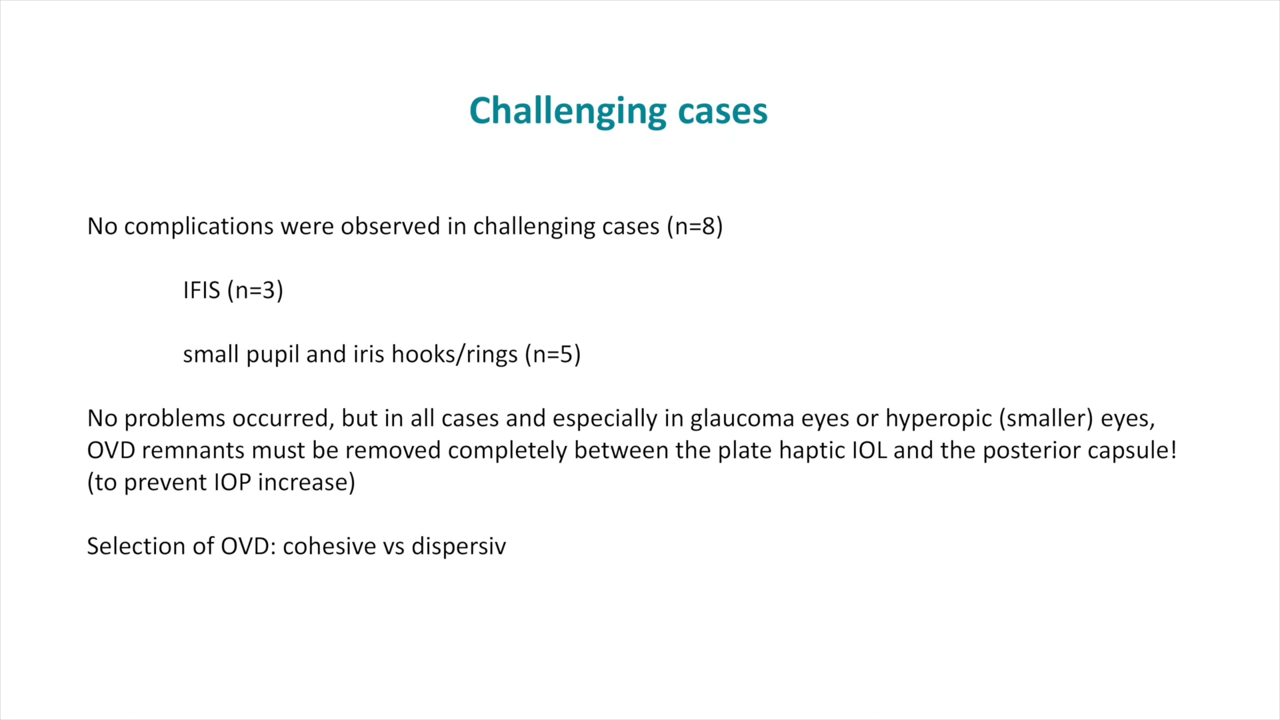 Challenging cases
No complications were observed in challenging cases (n=8)
IFIS (n=3)
small pupil and iris hooks/rings (n=5)
No problems occurred, but in all cases and especially in glaucoma eyes or hyperopic (smaller) eyes,
OVD remnants must be removed completely between the plate haptic IOL and the posterior capsule!
(to prevent IOP increase)
Selection of OVD: cohesive vs dispersiv